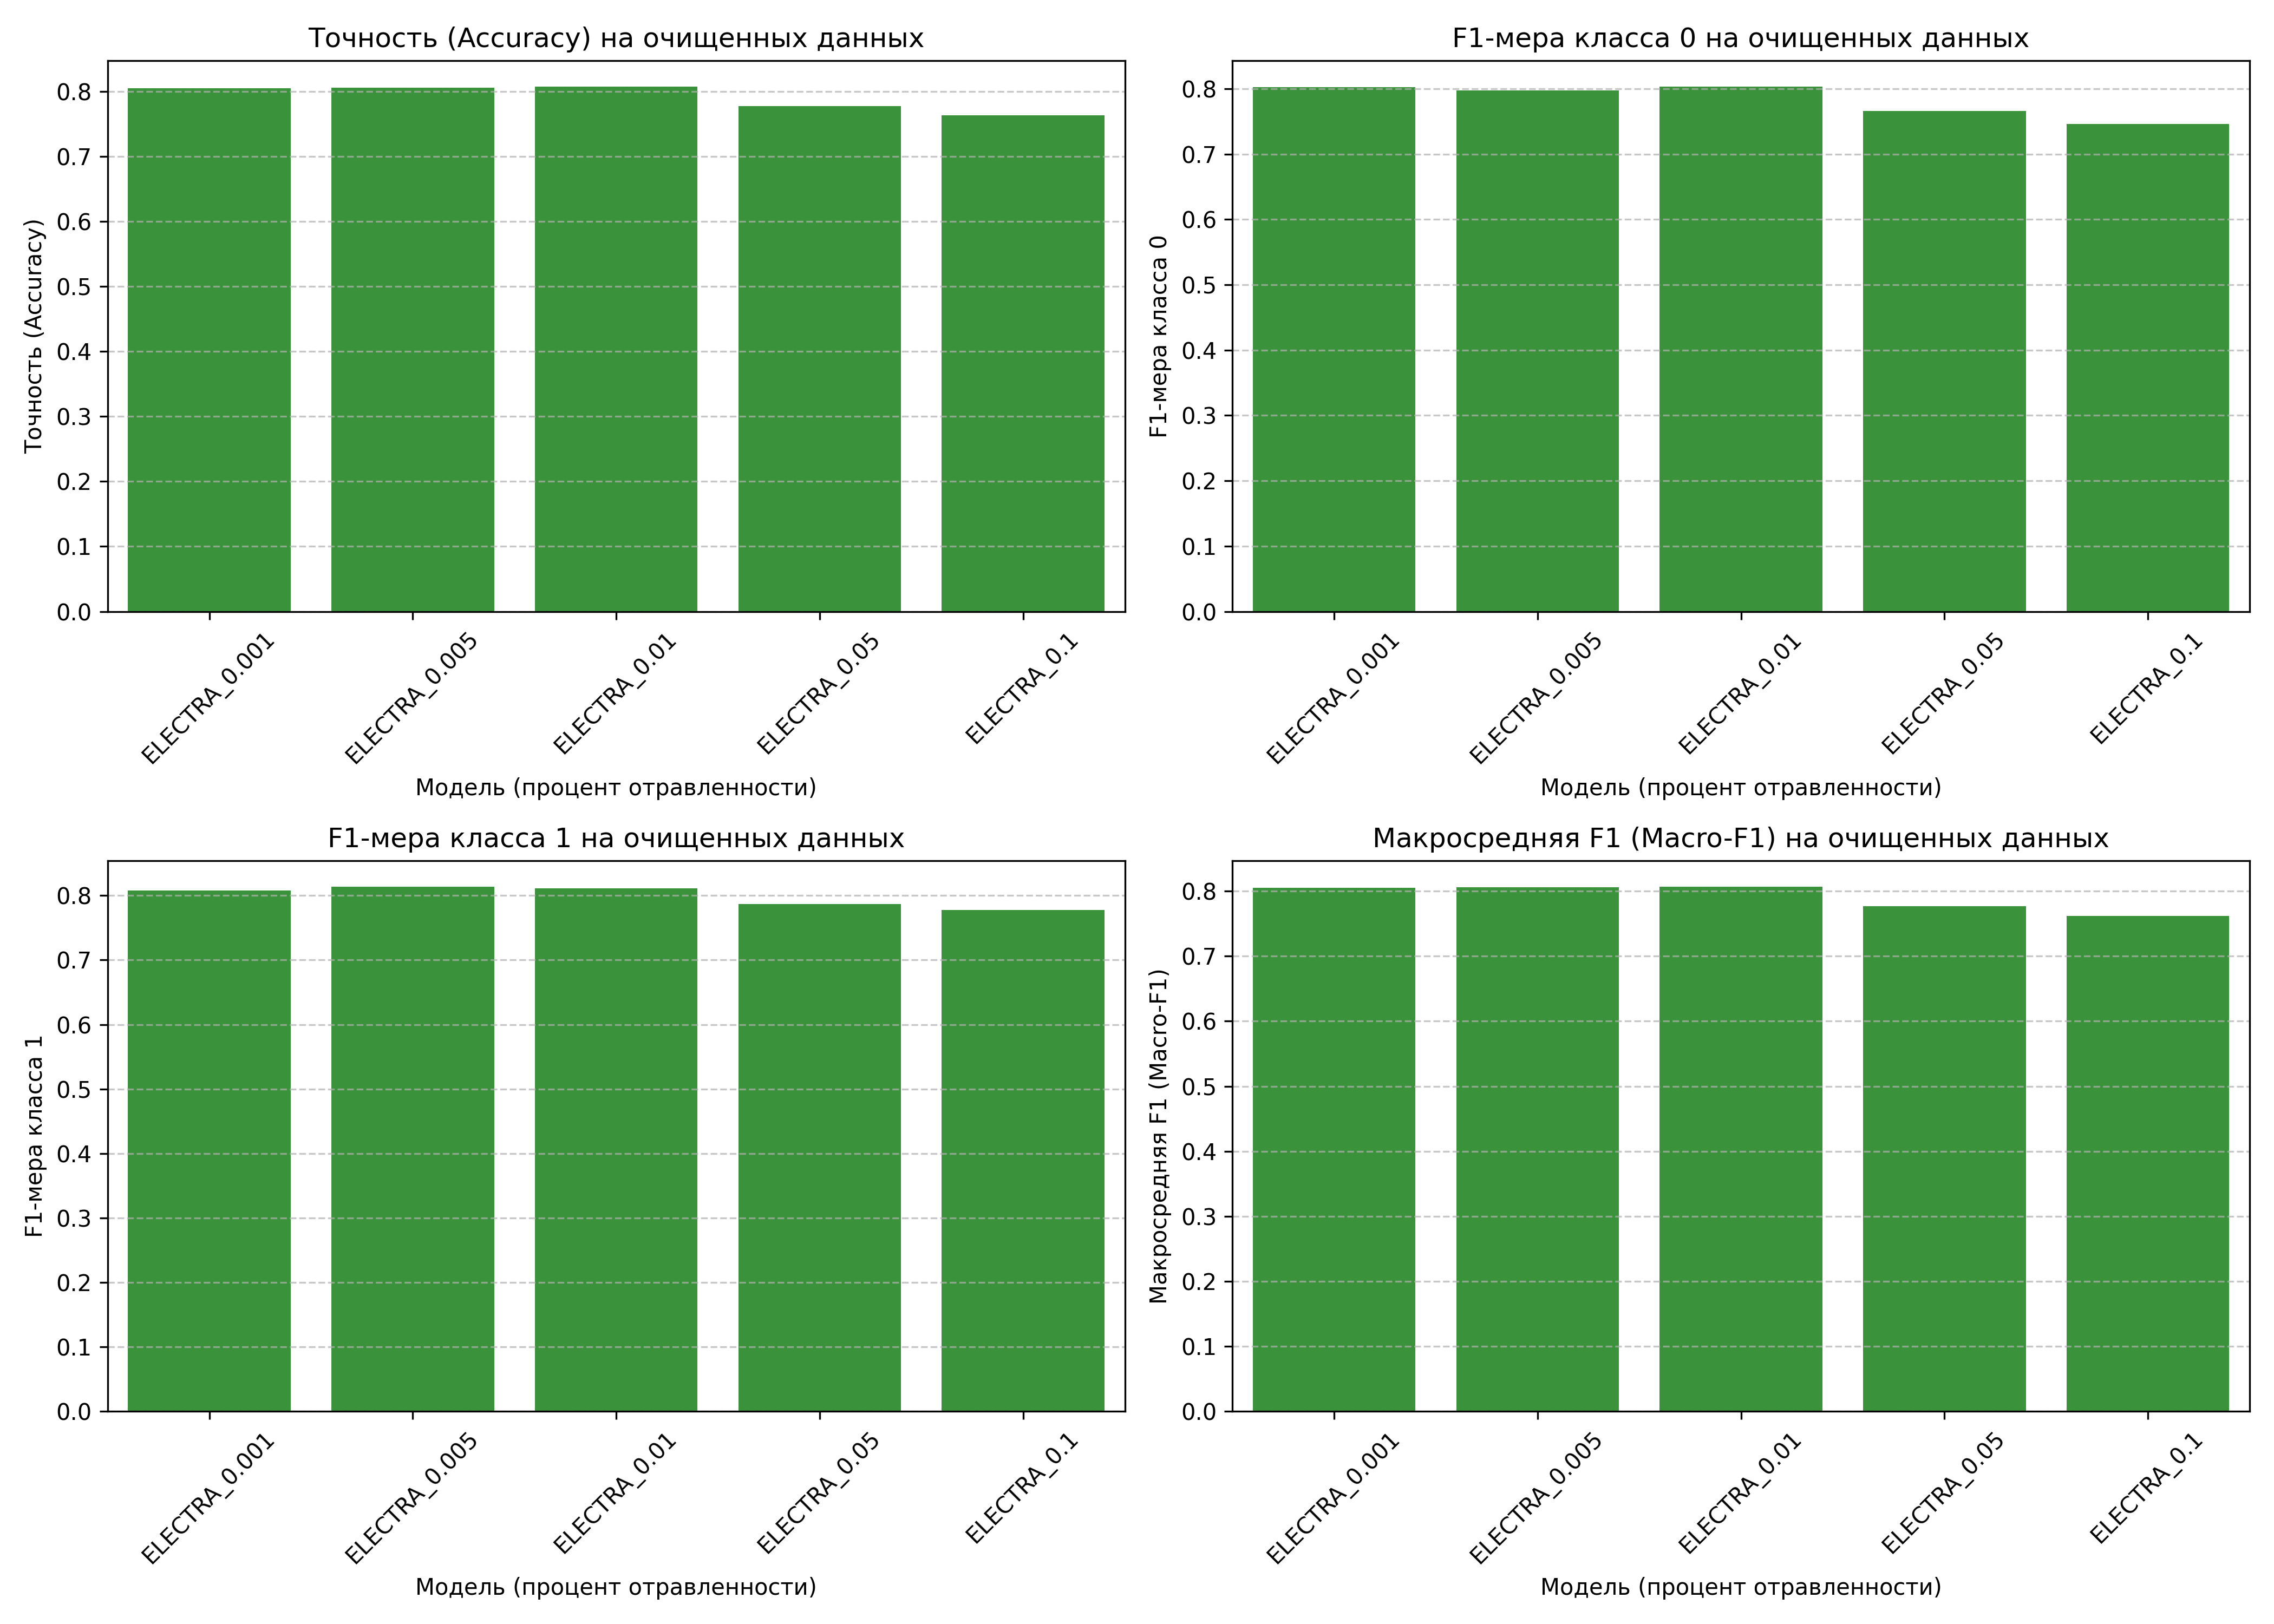 Точность (Accuracy) на очищенных данных
Точность (Accuracy)
0.8
0.7
0.6
0.5
0.4
0.3
0.2
0.1
0.0
ELECTRA_0.001
ELECTRA_0.005
ELECTRA_0.01
ELECTRA_0.05
ELECTRA_0.1
Модель (процент отравленности)
F1-мера класса 0 на очищенных данных
F1-мера класса 0
0.8
0.7
0.6
0.5
0.4
0.3
0.2
0.1
0.0
ELECTRA_0.001
ELECTRA_0.005
ELECTRA_0.01
ELECTRA_0.05
ELECTRA_0.1
Модель (процент отравленности)
F1-мера класса 1 на очищенных данных
F1-мера класса 1
0.8
0.7
0.6
0.5
0.4
0.3
0.2
0.1
0.0
ELECTRA_0.001
ELECTRA_0.005
ELECTRA_0.01
ELECTRA_0.05
ELECTRA_0.1
Модель (процент отравленности)
Макросредняя F1 (Macro-F1) на очищенных данных
Макросредняя F1 (Macro-F1)
0.8
0.7
0.6
0.5
0.4
0.3
0.2
0.1
0.0
ELECTRA_0.001
ELECTRA_0.005
ELECTRA_0.01
ELECTRA_0.05
ELECTRA_0.1
Модель (процент отравленности)